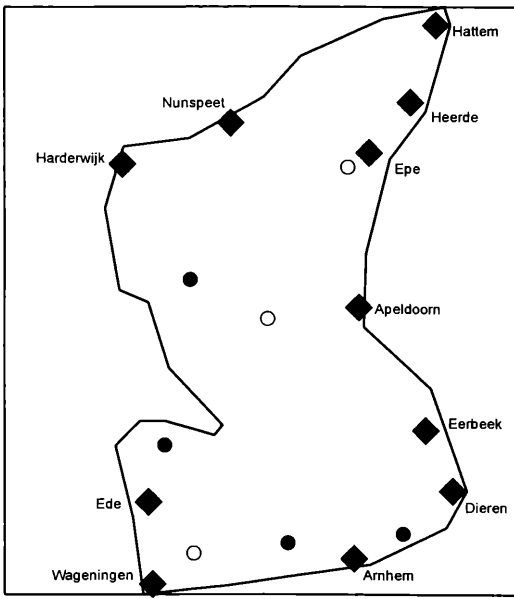 Hattem
Nunspeet
Heerde
Harderwijk
Epe
Apeldoorn
Eerbeek
Ede
Dieren
Wageningen
Arnhem